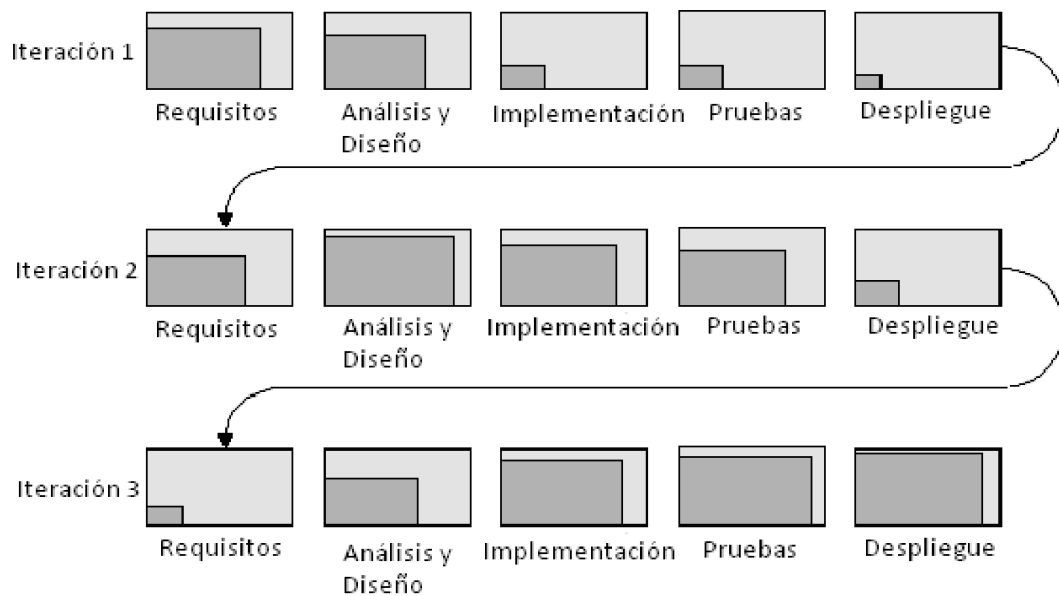 Iteración 1
Requisitos
Análisis y
Diseño
Implementación
Pruebas
Despliegue
Iteración 2
Requisitos
Análisis y
Diseño
Implementación
Pruebas
Despliegue
Iteración 3
Requisitos
Análisis y
Diseño
Implementación
Pruebas
Despliegue